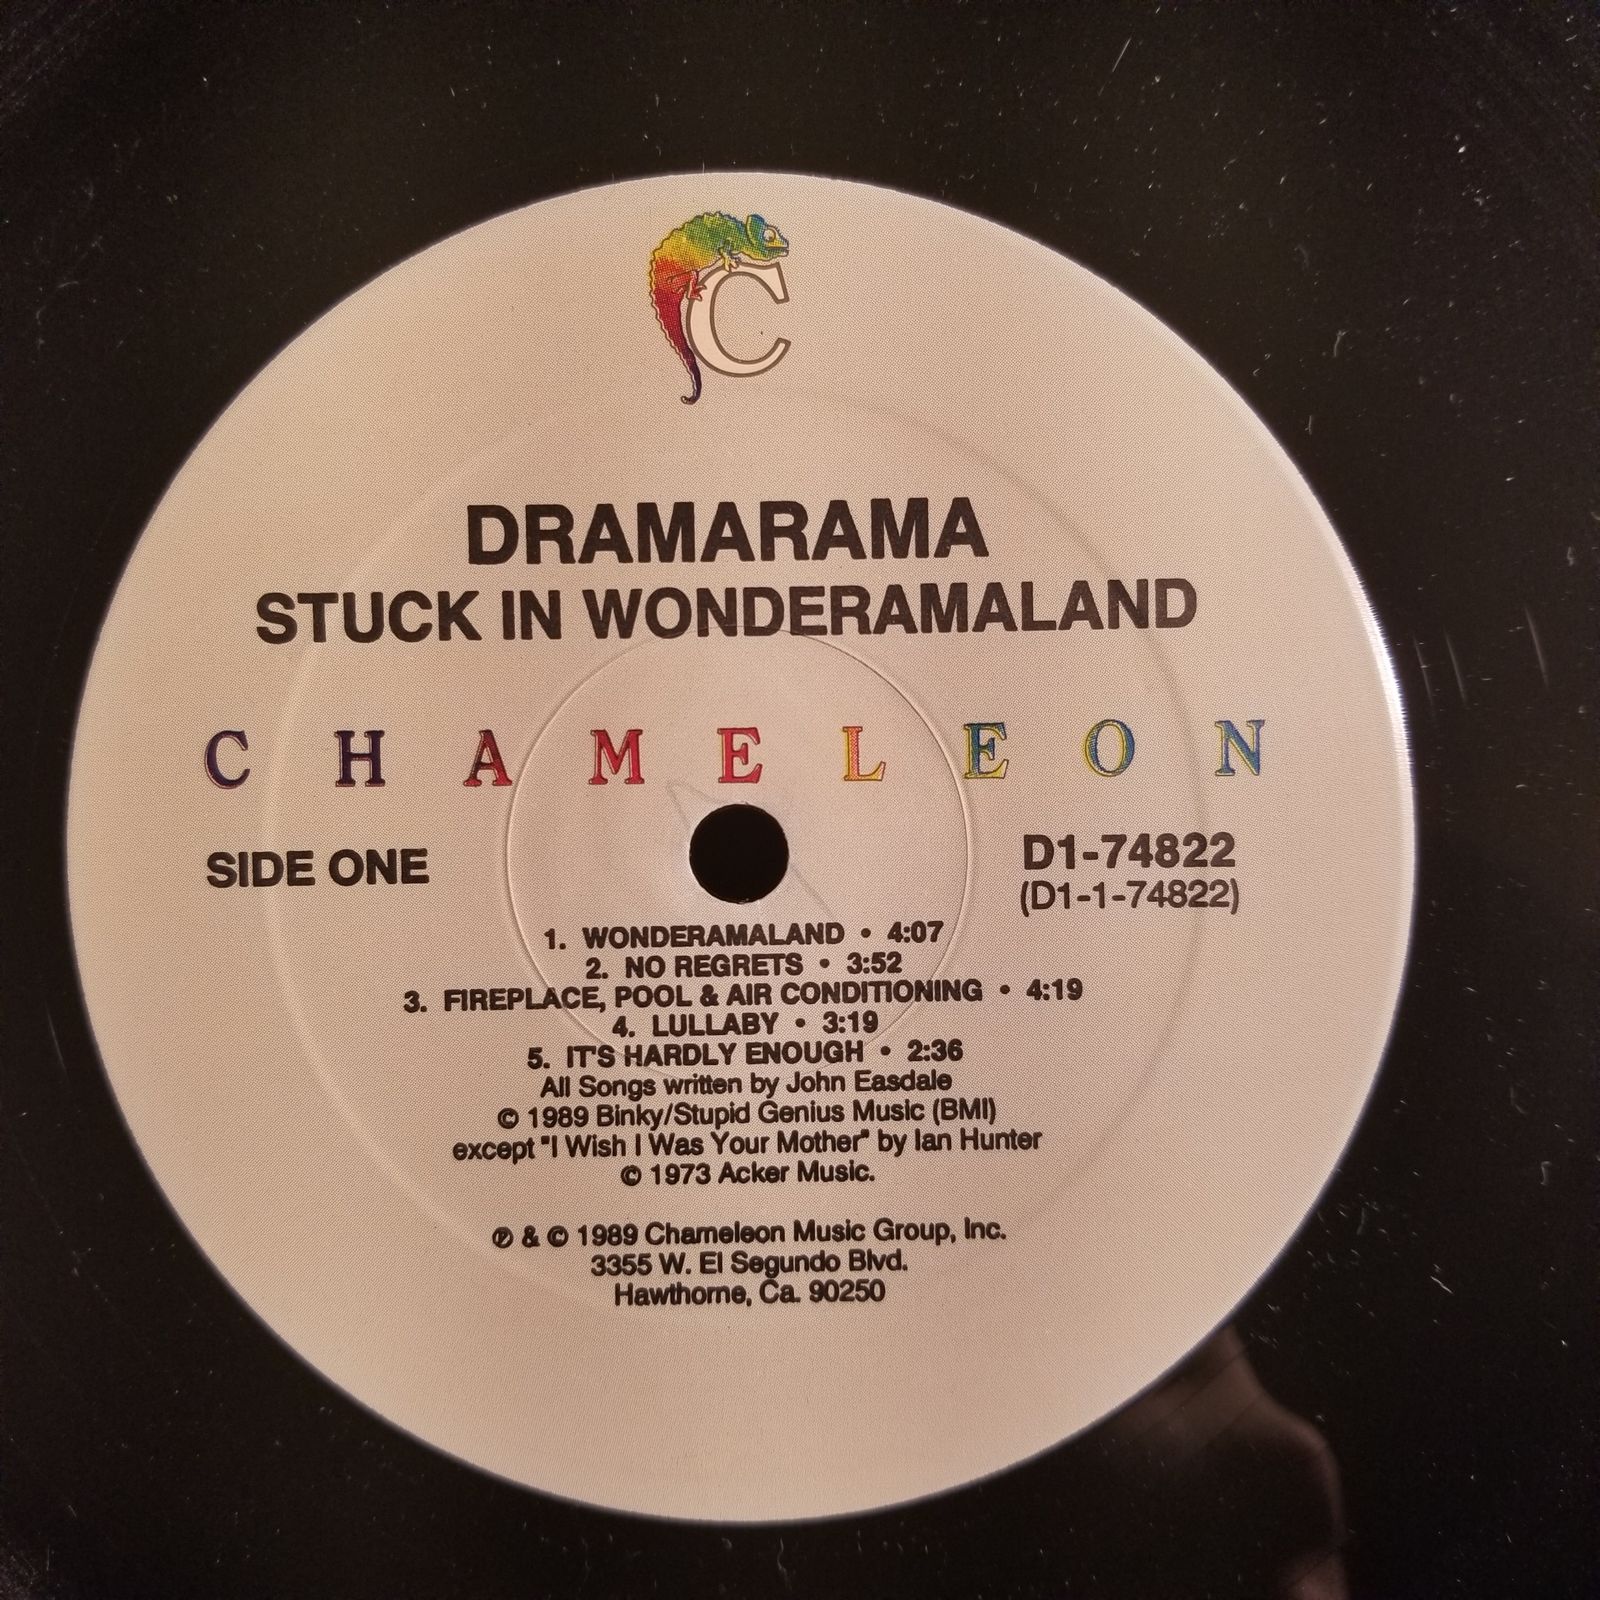 C
DRAMARAMA
STUCK IN WONDERAMALAND
CHAMELEON
SIDE ONE
D1-74822
(D1-1-74822)
1. WONDERAMALAND • 4:07
2. NO REGRETS • 3:52
3. FIREPLACE, POOL & AIR CONDITIONING • 4:19
4. LULLABY • 3:19
5. IT'S HARDLY ENOUGH • 2:36
All Songs written by John Easdale
© 1989 Binky/Stupid Genius Music (BMI)
except "I Wish I Was Your Mother" by Ian Hunter
© 1973 Acker Music.
℗ & © 1989 Chameleon Music Group, Inc.
3355 W. El Segundo Blvd.
Hawthorne, Ca. 90250